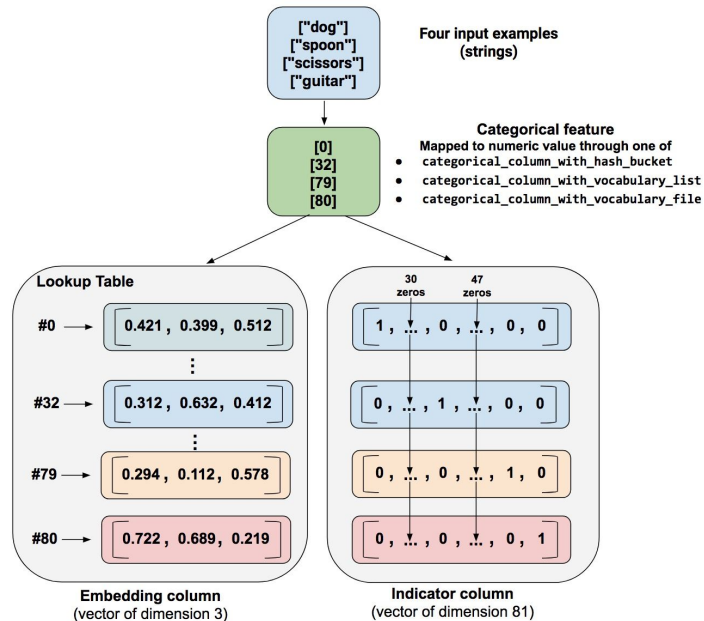 ["dog"]
["spoon"]
["scissors"]
["guitar"]
Four input examples
(strings)
[0]
[32]
[79]
[80]
Categorical feature
Mapped to numeric value through one of
• categorical_column_with_hash_bucket
• categorical_column_with_vocabulary_list
• categorical_column_with_vocabulary_file
Lookup Table
#0
0.421 , 0.399 , 0.512
⋮
#32
0.312 , 0.632 , 0.412
⋮
#79
0.294 , 0.112 , 0.578
#80
0.722 , 0.689 , 0.219
Embedding column
(vector of dimension 3)
30
zeros
47
zeros
1 , ... , 0 , ... , 0 , 0
0 , ... , 1 , ... , 0 , 0
0 , ... , 0 , ... , 1 , 0
0 , ... , 0 , ... , 0 , 1
Indicator column
(vector of dimension 81)